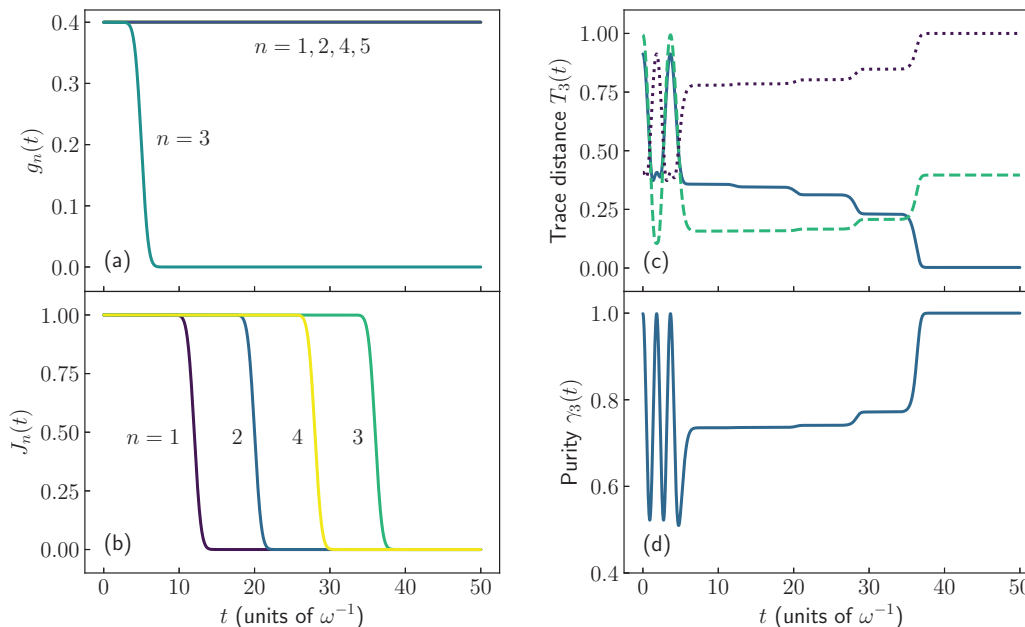 0.4
0.3
0.2
0.1
0.0
g_n(t)
n = 1, 2, 4, 5
n = 3
(a)
1.00
0.75
0.50
0.25
0.00
J_n(t)
n = 1
2
4
3
(b)
0
10
20
30
40
50
t (units of ω⁻¹)
1.00
0.75
0.50
0.25
0.00
Trace distance T₃(t)
(c)
1.0
0.8
0.6
0.4
Purity γ₃(t)
(d)
0
10
20
30
40
50
t (units of ω⁻¹)